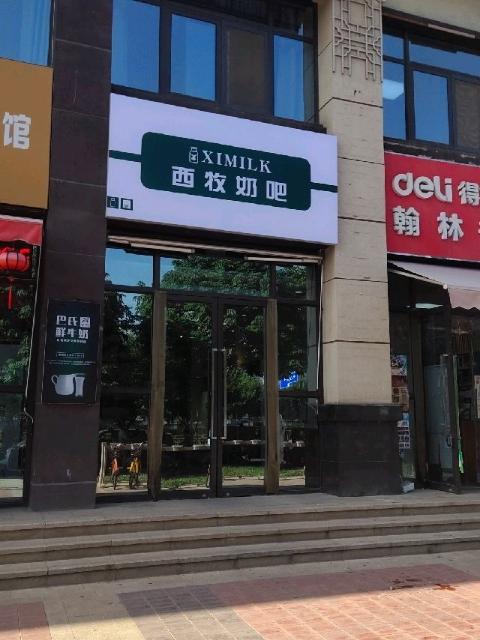 馆
XIMILK
西牧奶吧
deli 得
翰林
巴氏
鲜牛奶